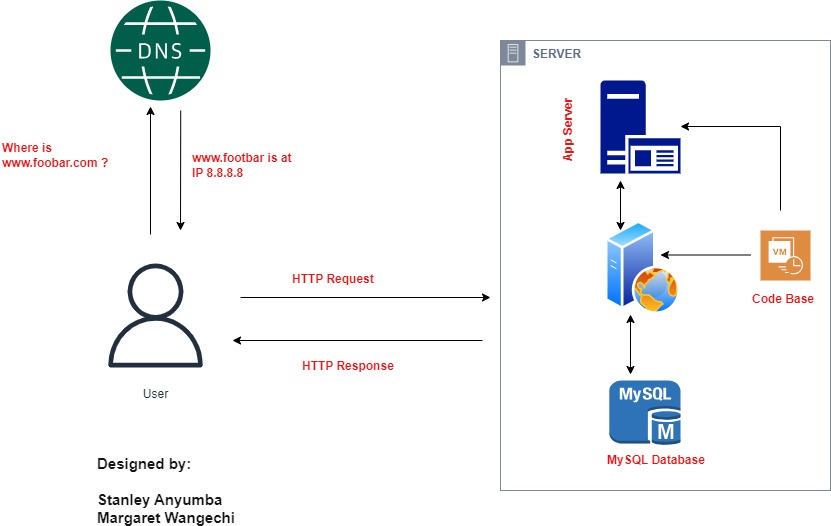 DNS
Where is
www.foobar.com ?
www.footbar is at
IP 8.8.8.8
SERVER
App Server
HTTP Request
VM
Code Base
HTTP Response
User
MySQL
M
MySQL Database
Designed by:
Stanley Anyumba
Margaret Wangechi